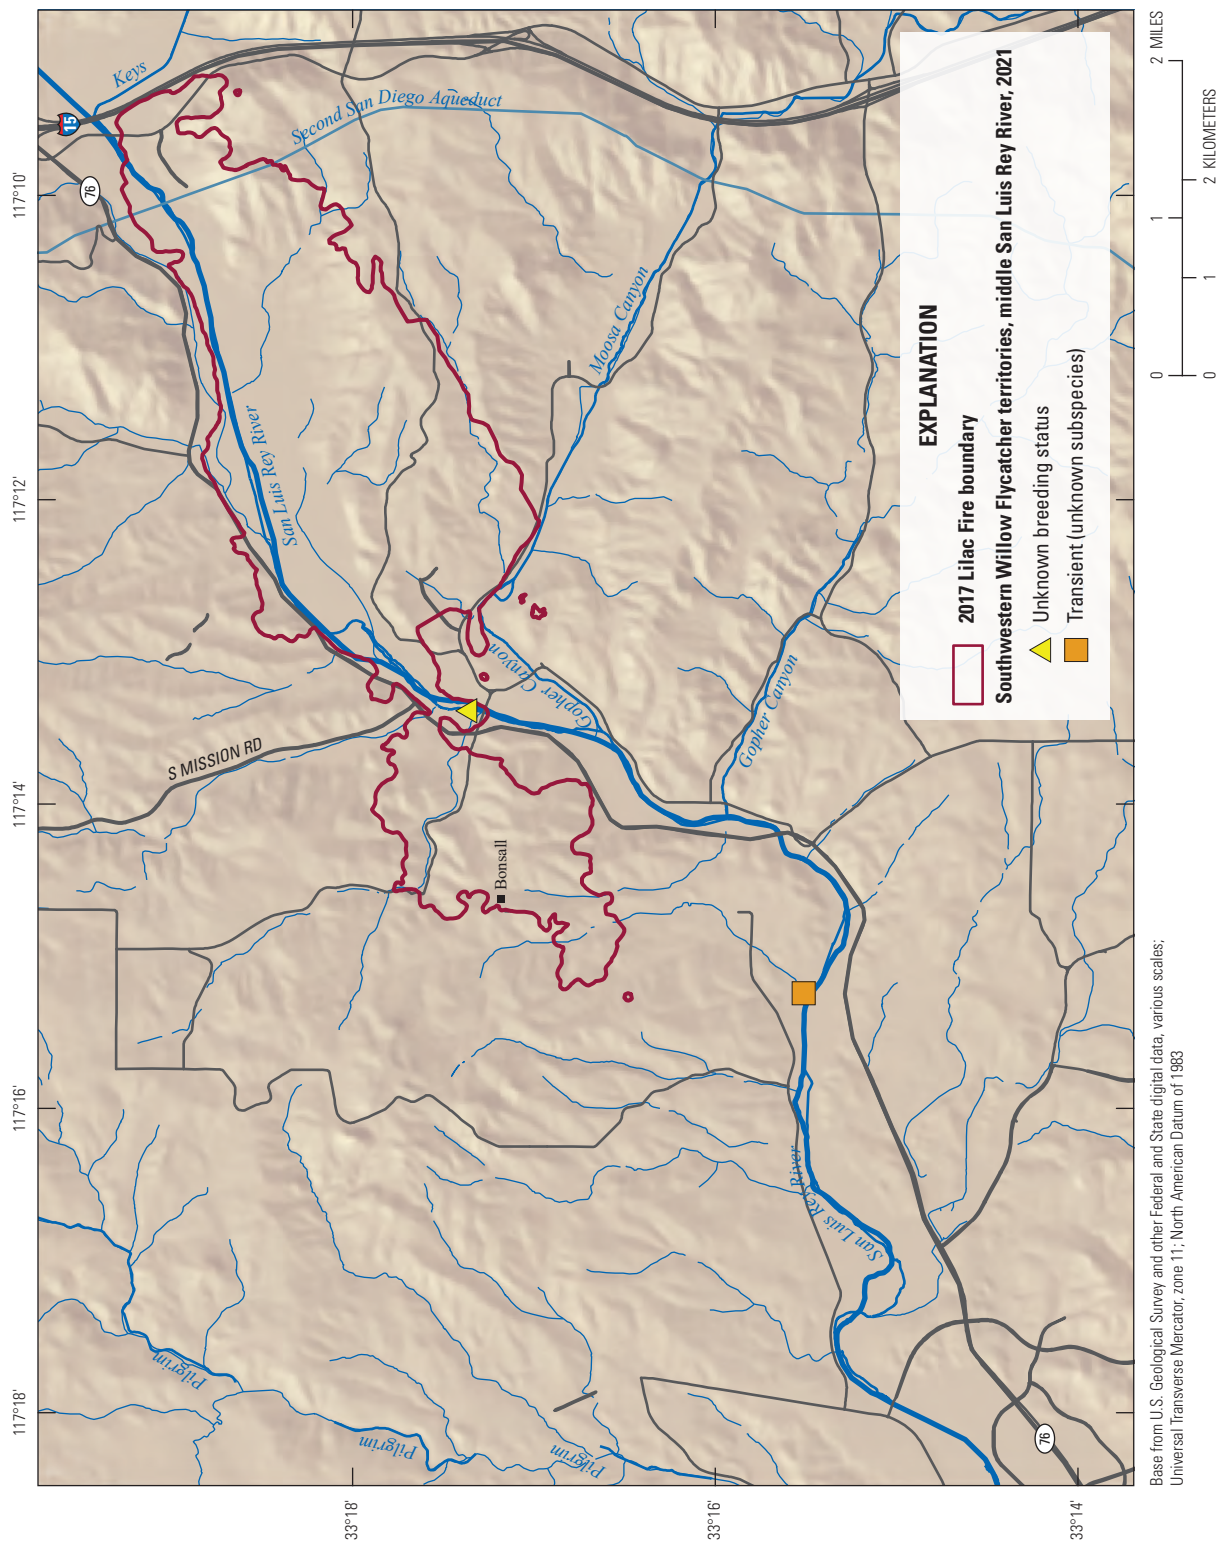 117°18'
117°16'
117°14'
117°12'
117°10'
33°18'
33°16'
33°14'
Keys
15
76
Second San Diego Aqueduct
San Luis Rey River
S MISSION RD
Moosa Canyon
Gopher Canyon
Gopher Canyon
Bonsall
San Luis Rey River
Pilgrim
Pilgrim
Pilgrim
76
EXPLANATION
2017 Lilac Fire boundary
Southwestern Willow Flycatcher territories, middle San Luis Rey River, 2021
Unknown breeding status
Transient (unknown subspecies)
Base from U.S. Geological Survey and other Federal and State digital data, various scales;
Universal Transverse Mercator, zone 11; North American Datum of 1983
0 1 2 MILES
0 1 2 KILOMETERS